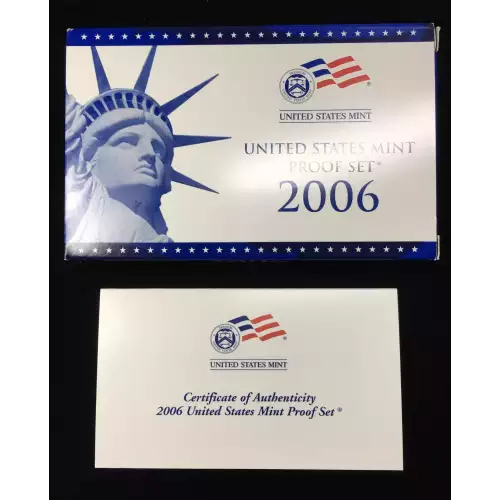 UNITED STATES MINT
UNITED STATES MINT
PROOF SET®
2006
UNITED STATES MINT
Certificate of Authenticity
2006 United States Mint Proof Set®